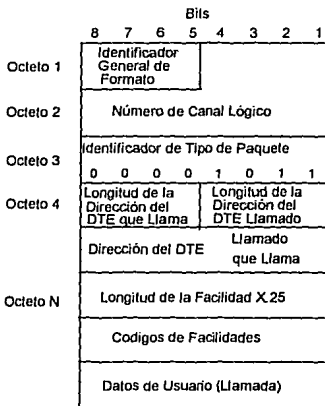 Bits
8 7 6 5 4 3 2 1
Octeto 1
Identificador
General de
Formato
Octeto 2
Número de Canal Lógico
Octeto 3
Identificador de Tipo de Paquete
0 0 0 0 1 0 1 1
Octeto 4
Longitud de la
Dirección del
DTE que Llama
Longitud de la
Dirección del
DTE Llamado
Dirección del DTE
Llamado
que Llama
Octeto N
Longitud de la Facilidad X.25
Codigos de Facilidades
Datos de Usuario (Llamada)